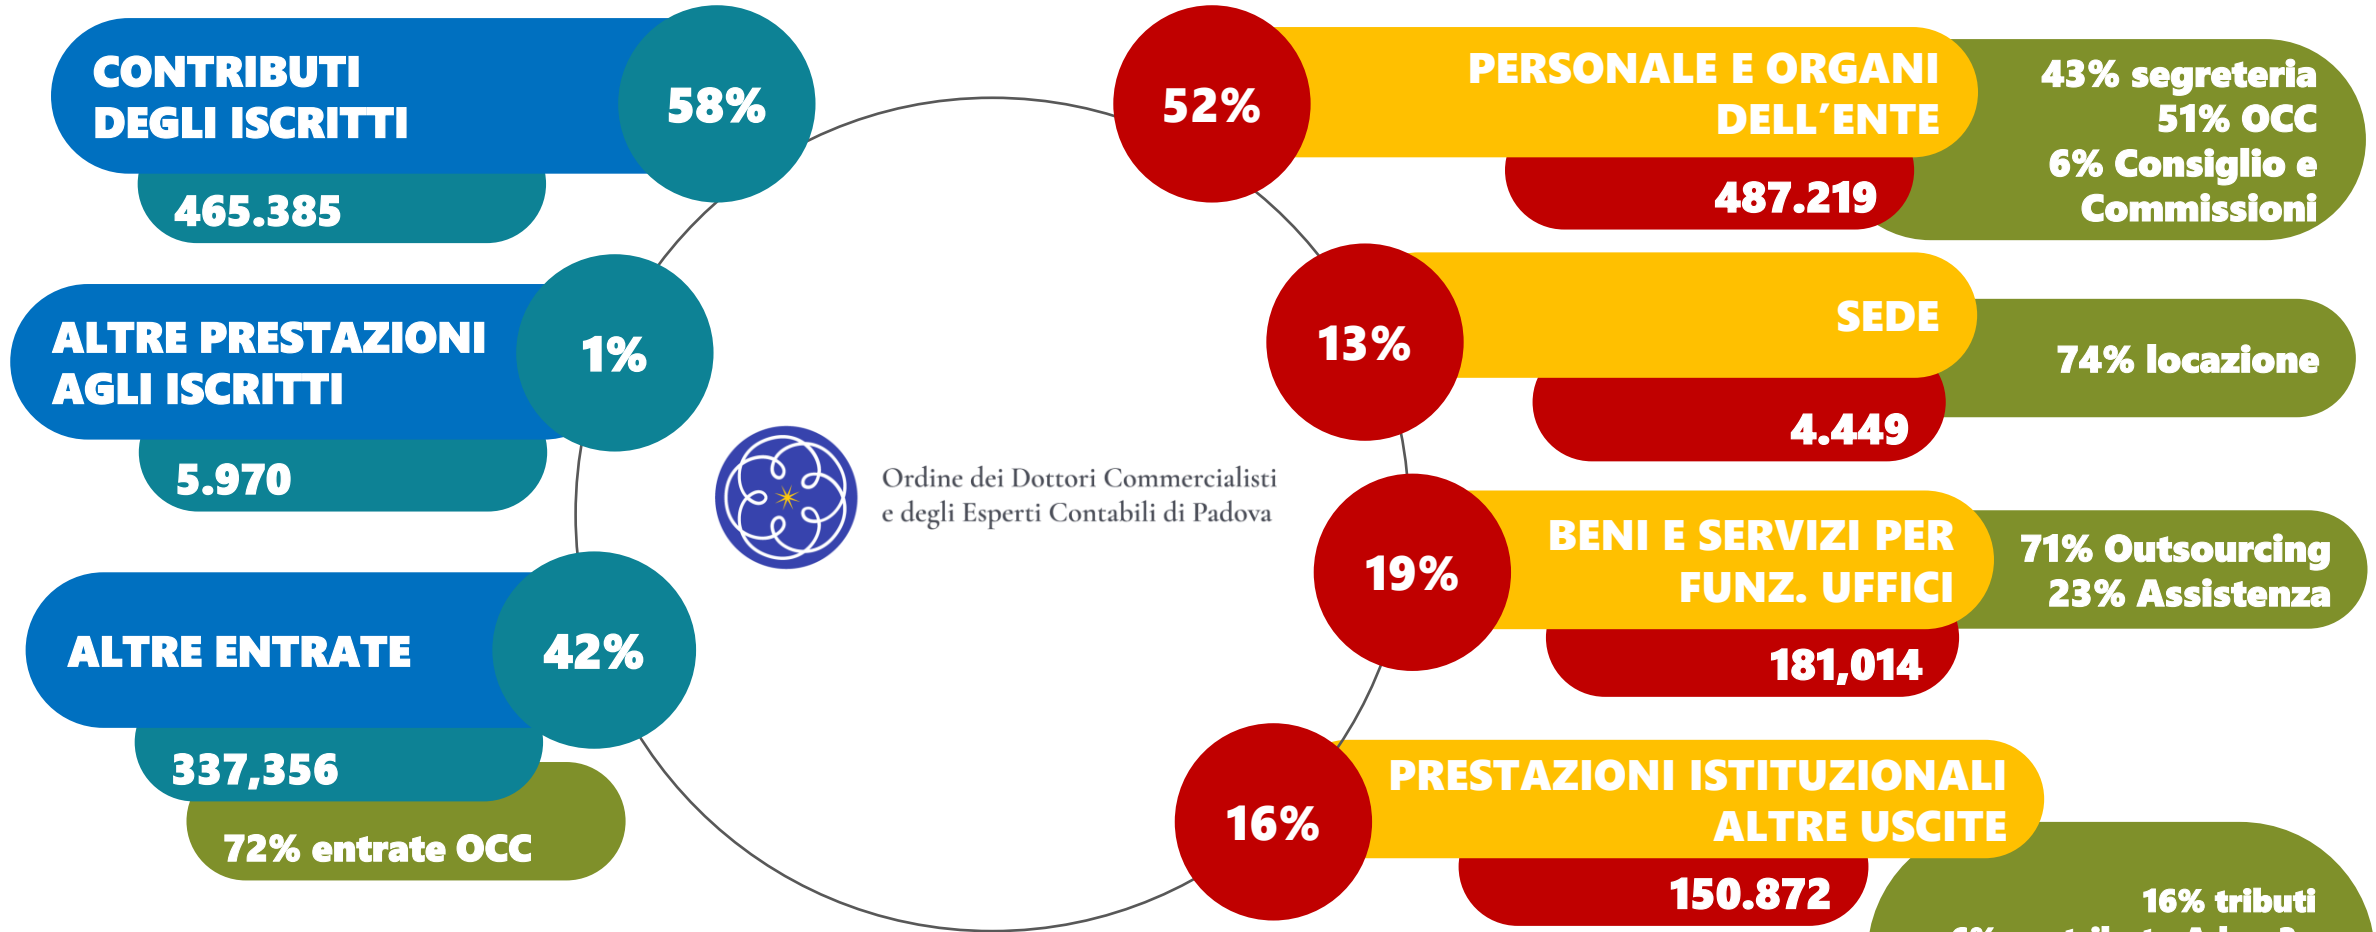 CONTRIBUTI
DEGLI ISCRITTI
58%
465.385
ALTRE PRESTAZIONI
AGLI ISCRITTI
1%
5.970
ALTRE ENTRATE
42%
337,356
72% entrate OCC
Ordine dei Dottori Commercialisti
e degli Esperti Contabili di Padova
52%
PERSONALE E ORGANI
DELL’ENTE
487.219
43% segreteria
51% OCC
6% Consiglio e
Commissioni
13%
SEDE
4.449
74% locazione
19%
BENI E SERVIZI PER
FUNZ. UFFICI
181,014
71% Outsourcing
23% Assistenza
16%
PRESTAZIONI ISTITUZIONALI
ALTRE USCITE
150.872
16% tributi